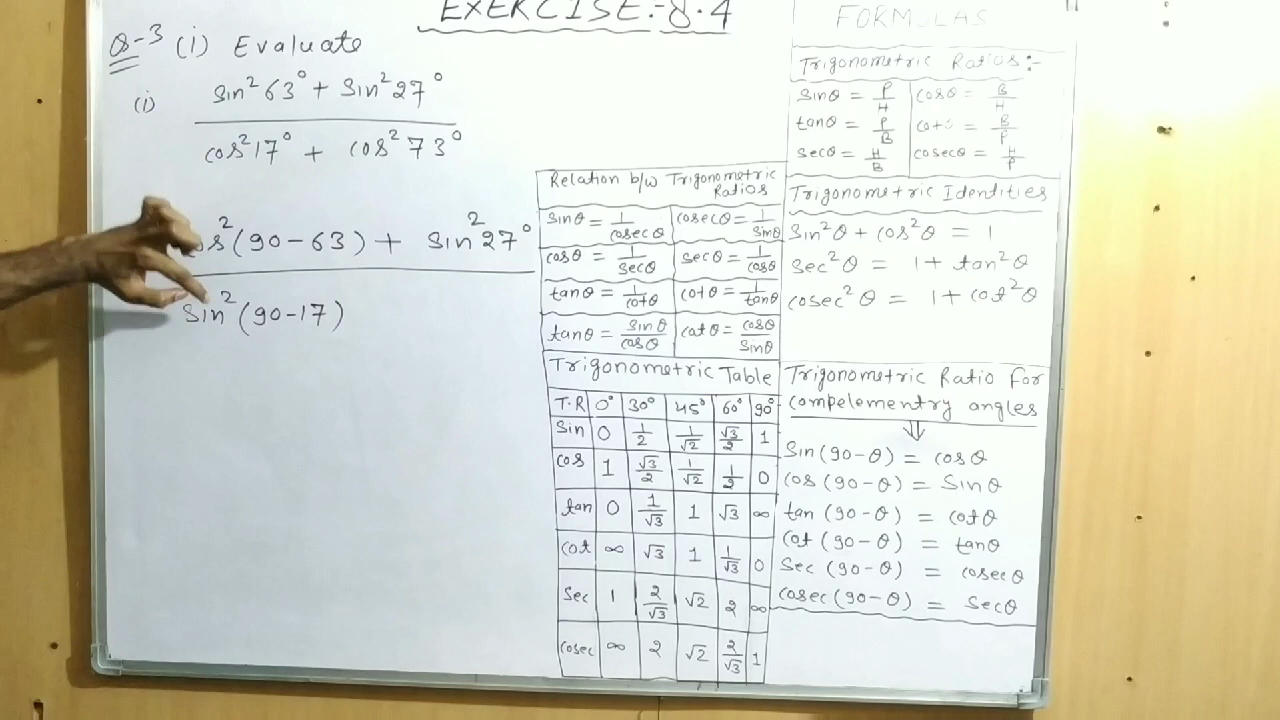 EXERCISE:-8.4
Q-3 (i) Evaluate
(i) sin²63° + sin²27°
cos²17° + cos²73°
cos²(90-63) + sin²27°
sin²(90-17)
Relation b/w Trigonometric Ratios
sinθ = 1/cosecθ | cosecθ = 1/sinθ
cosθ = 1/secθ | secθ = 1/cosθ
tanθ = 1/cotθ | cotθ = 1/tanθ
tanθ = sinθ/cosθ | cotθ = cosθ/sinθ
Trigonometric Table
T.R | 0° | 30° | 45° | 60° | 90°
Sin | 0 | 1/2 | 1/√2 | √3/2 | 1
cos | 1 | √3/2 | 1/√2 | 1/2 | 0
tan | 0 | 1/√3 | 1 | √3 | ∞
cot | ∞ | √3 | 1 | 1/√3 | 0
Sec | 1 | 2/√3 | √2 | 2 | ∞
cosec | ∞ | 2 | √2 | 2/√3 | 1
FORMULAS
Trigonometric Ratios:-
sinθ = P/H | cosθ = B/H
tanθ = P/B | cotθ = B/P
secθ = H/B | cosecθ = H/P
Trigonometric Identities
sin²θ + cos²θ = 1
sec²θ = 1 + tan²θ
cosec²θ = 1 + cot²θ
Trigonometric Ratio for
compelementry angles
⇓
Sin (90-θ) = cosθ
cos (90-θ) = Sinθ
tan (90-θ) = cotθ
Cot (90-θ) = tanθ
Sec (90-θ) = cosecθ
cosec (90-θ) = Secθ